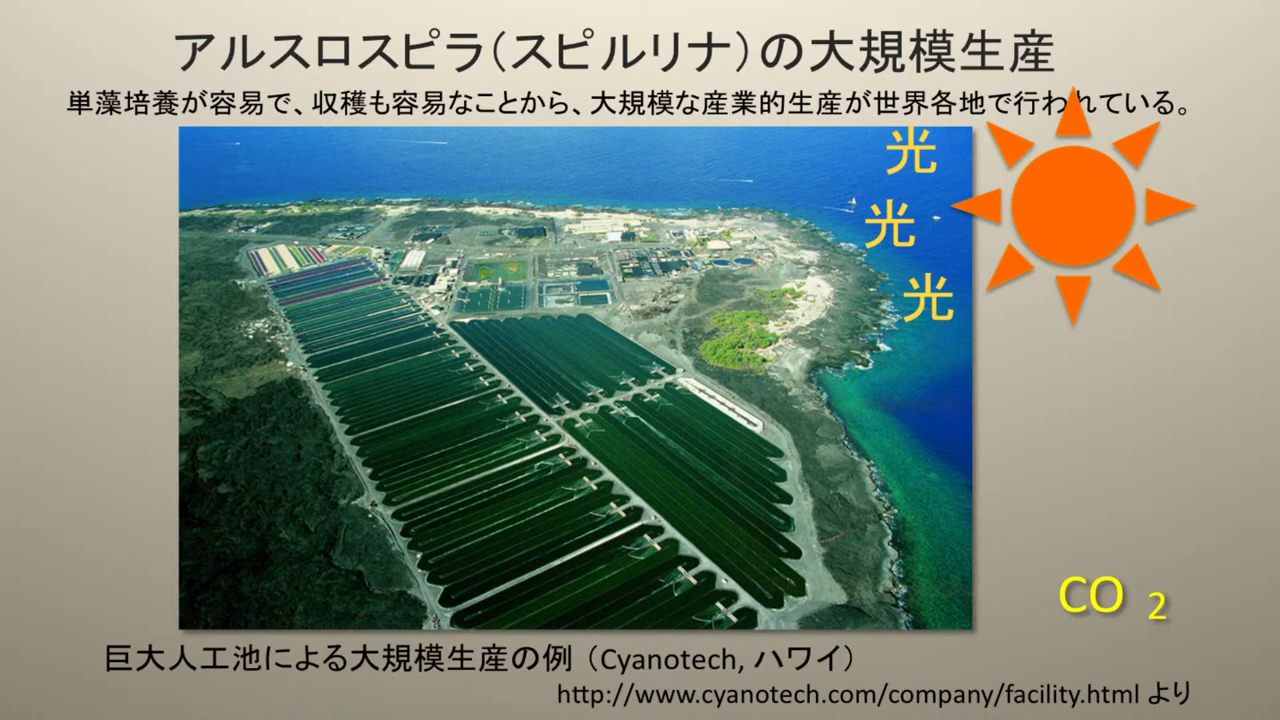 アルスロスピラ（スピルリナ）の大規模生産
単藻培養が容易で、収穫も容易なことから、大規模な産業的生産が世界各地で行われている。
光
光
光
CO 2
巨大人工池による大規模生産の例（Cyanotech, ハワイ）
http://www.cyanotech.com/company/facility.html より